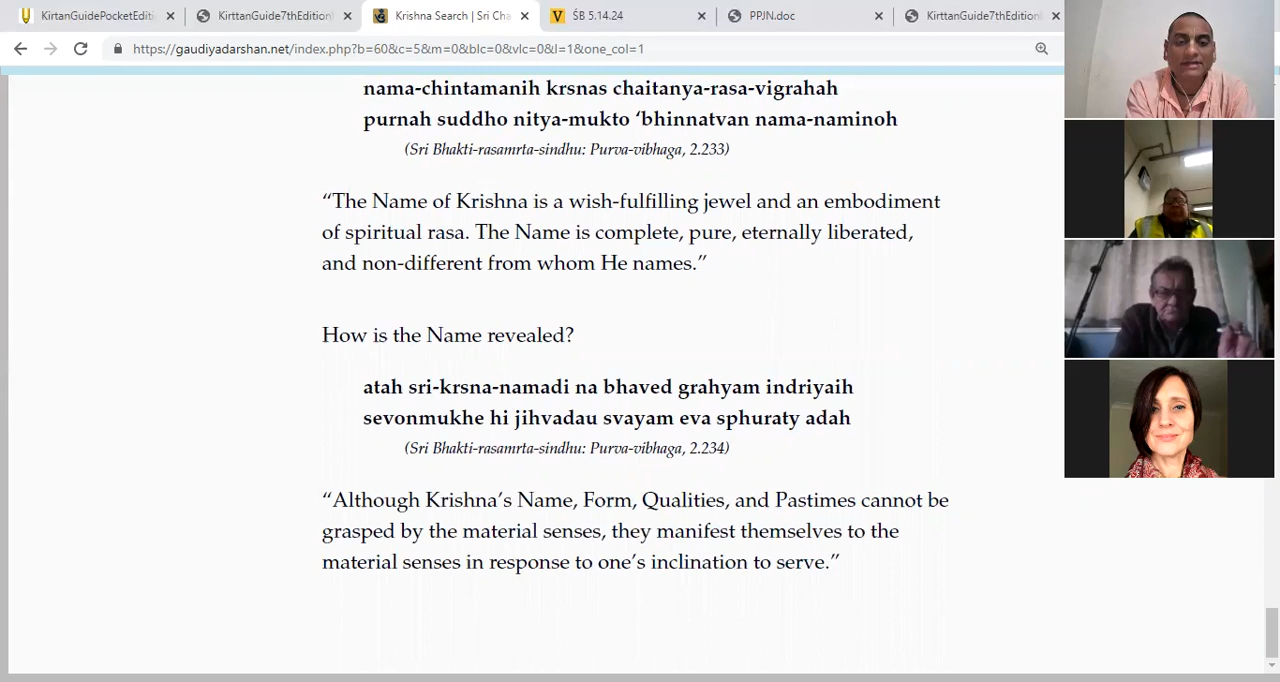 KirtanGuidePocketEditi
KirttanGuide7thEdition
Krishna Search | Sri Cha
ŚB 5.14.24
PPJN.doc
KirttanGuide7thEdition
https://gaudiyadarshan.net/index.php?b=60&c=5&m=0&blc=0&vlc=0&l=1&one_col=1
nama-chintamanih krsnas chaitanya-rasa-vigrahah
purnah suddho nitya-mukto ‘bhinnatvan nama-naminoh
(Sri Bhakti-rasamrta-sindhu: Purva-vibhaga, 2.233)
“The Name of Krishna is a wish-fulfilling jewel and an embodiment
of spiritual rasa. The Name is complete, pure, eternally liberated,
and non-different from whom He names.”
How is the Name revealed?
atah sri-krsna-namadi na bhaved grahyam indriyaih
sevonmukhe hi jihvadau svayam eva sphuraty adah
(Sri Bhakti-rasamrta-sindhu: Purva-vibhaga, 2.234)
“Although Krishna’s Name, Form, Qualities, and Pastimes cannot be
grasped by the material senses, they manifest themselves to the
material senses in response to one’s inclination to serve.”